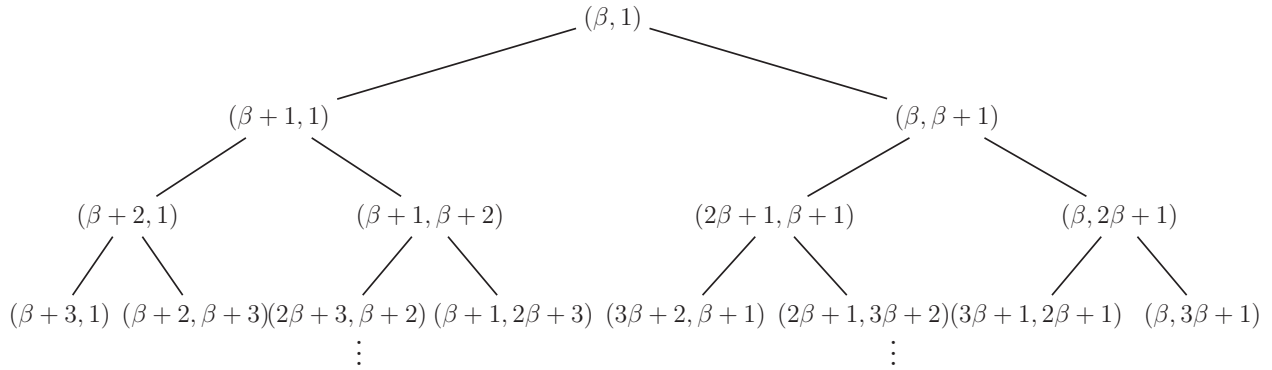 (β, 1)
(β + 1, 1) (β, β + 1)
(β + 2, 1) (β + 1, β + 2) (2β + 1, β + 1) (β, 2β + 1)
(β + 3, 1) (β + 2, β + 3) (2β + 3, β + 2) (β + 1, 2β + 3) (3β + 2, β + 1) (2β + 1, 3β + 2) (3β + 1, 2β + 1) (β, 3β + 1)
⋮ ⋮